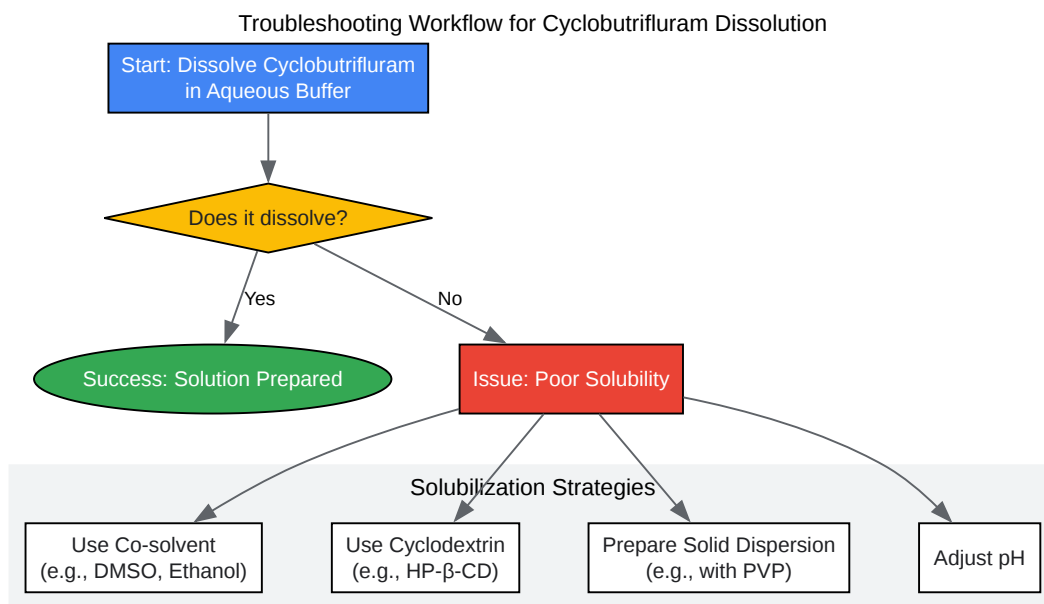 Troubleshooting Workflow for Cyclobutrifluram Dissolution
Start: Dissolve Cyclobutrifluram
in Aqueous Buffer
Does it dissolve?
Yes
No
Success: Solution Prepared
Issue: Poor Solubility
Solubilization Strategies
Use Co-solvent
(e.g., DMSO, Ethanol)
Use Cyclodextrin
(e.g., HP-β-CD)
Prepare Solid Dispersion
(e.g., with PVP)
Adjust pH